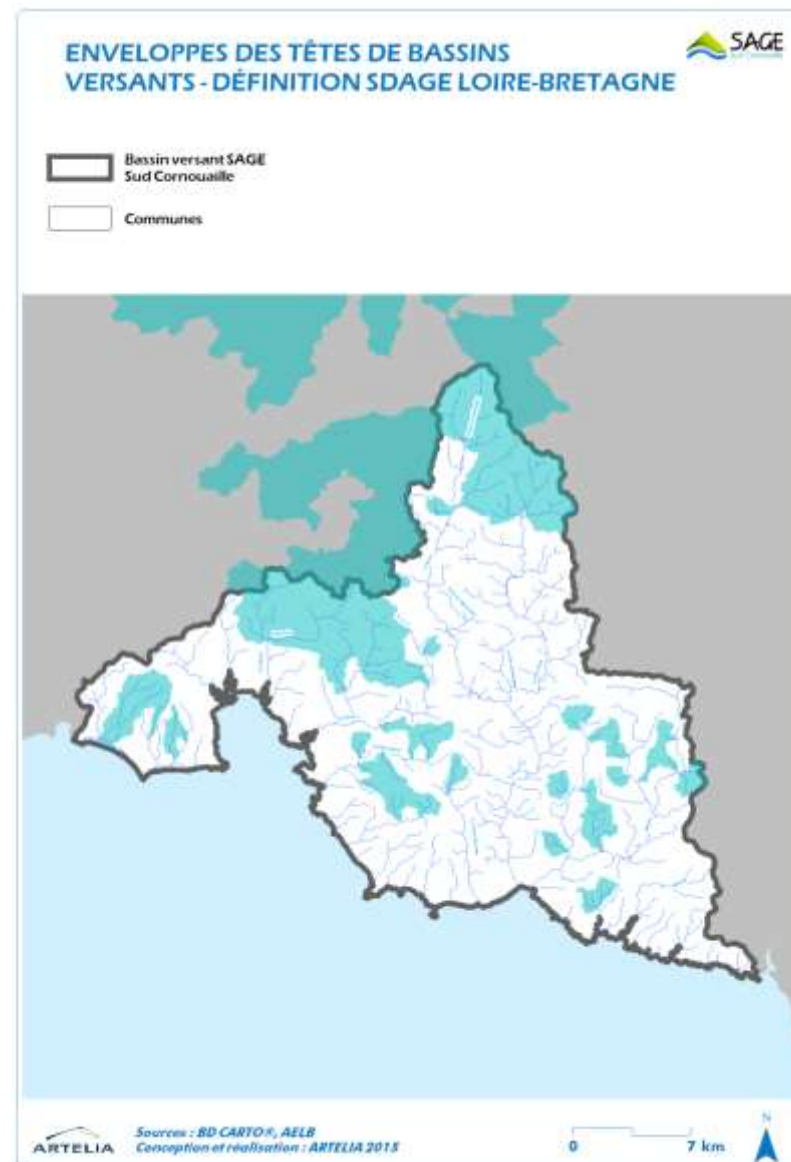 ENVELOPPES DES TÊTES DE BASSINS
VERSANTS - DÉFINITION SDAGE LOIRE-BRETAGNE
SAGE
Bassin versant SAGE
Sud Cornouaille
Communes
ARTELIA
Sources : BD CARTO®, AELB
Conception et réalisation : ARTELIA 2015
0 7 km
N